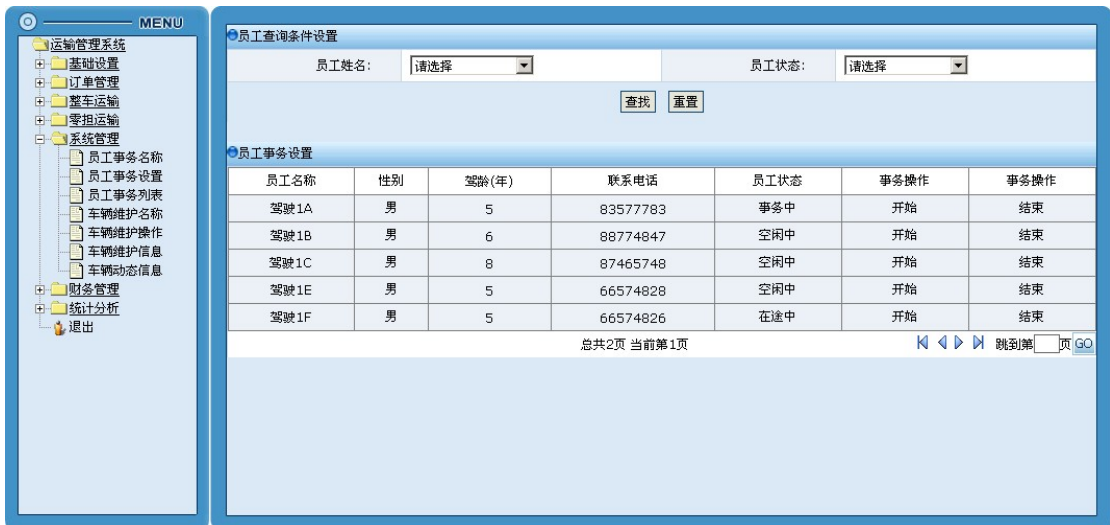 MENU
运输管理系统
基础设置
订单管理
整车运输
零担运输
系统管理
员工事务名称
员工事务设置
员工事务列表
车辆维护名称
车辆维护操作
车辆维护信息
车辆动态信息
财务管理
统计分析
退出
员工查询条件设置
员工姓名: 请选择 员工状态: 请选择
查找 重置
员工事务设置
员工名称 性别 驾龄(年) 联系电话 员工状态 事务操作 事务操作
驾驶1A 男 5 83577783 事务中 开始 结束
驾驶1B 男 6 88774847 空闲中 开始 结束
驾驶1C 男 8 87465748 空闲中 开始 结束
驾驶1E 男 5 66574828 空闲中 开始 结束
驾驶1F 男 5 66574826 在途中 开始 结束
总共2页 当前第1页 跳到第 页 GO